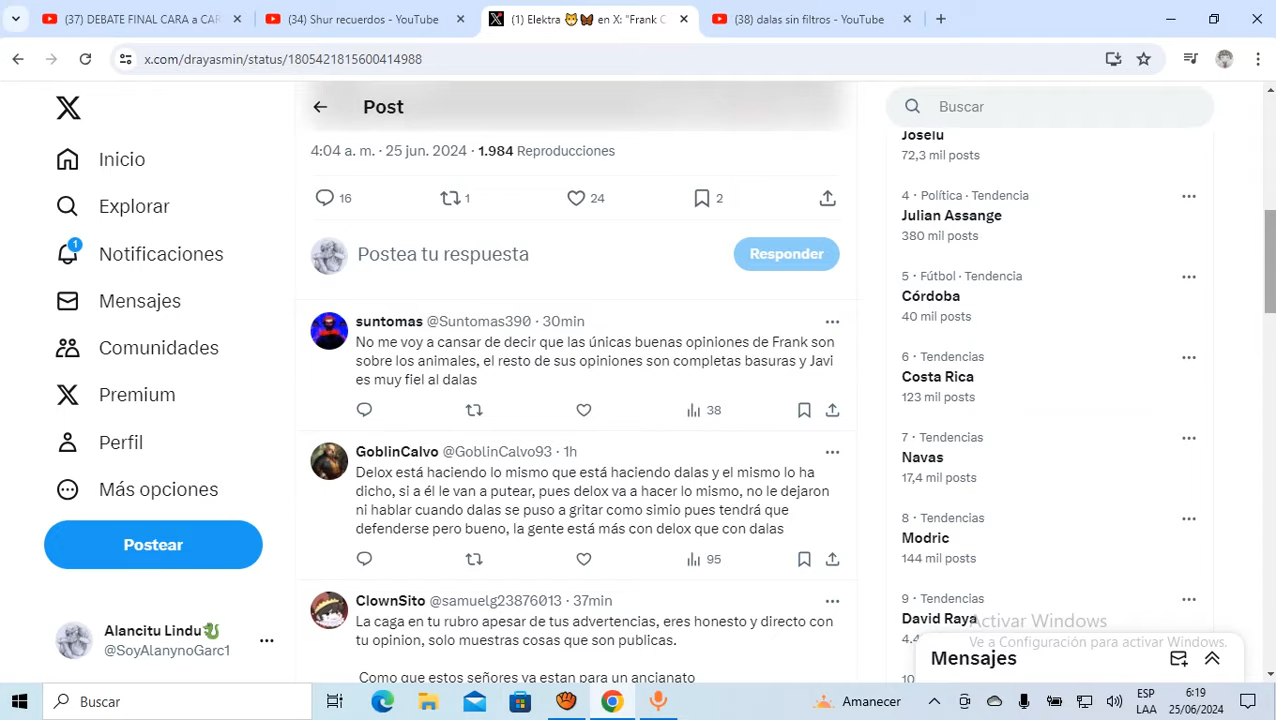 (37) DEBATE FINAL CARA a CAR
(34) Shur recuerdos - YouTube
(1) Elektra 🐱🦋 en X: "Frank C
(38) dalas sin filtros - YouTube
x.com/drayasmin/status/1805421815600414988
Post
Buscar
Inicio
Explorar
1
Notificaciones
Mensajes
Comunidades
Premium
Perfil
Más opciones
Postear
Alancitu Lindu🐉
@SoyAlanynoGarc1
4:04 a. m. · 25 jun. 2024 · 1.984 Reproducciones
16 1 24 2
Postea tu respuesta
Responder
suntomas @Suntomas390 · 30min
No me voy a cansar de decir que las únicas buenas opiniones de Frank son
sobre los animales, el resto de sus opiniones son completas basuras y Javi
es muy fiel al dalas
38
GoblinCalvo @GoblinCalvo93 · 1h
Delox está haciendo lo mismo que está haciendo dalas y el mismo lo ha
dicho, si a él le van a putear, pues delox va a hacer lo mismo, no le dejaron
ni hablar cuando dalas se puso a gritar como simio pues tendrá que
defenderse pero bueno, la gente está más con delox que con dalas
95
ClownSito @samuelg23876013 · 37min
La caga en tu rubro apesar de tus advertencias, eres honesto y directo con
tu opinion, solo muestras cosas que son publicas.
Como que estos señores ya estan para un ancianato
Joselu
72,3 mil posts
4 · Política · Tendencia
Julian Assange
380 mil posts
5 · Fútbol · Tendencia
Córdoba
40 mil posts
6 · Tendencias
Costa Rica
123 mil posts
7 · Tendencias
Navas
17,4 mil posts
8 · Tendencias
Modric
144 mil posts
9 · Tendencias
David Raya
4.4
10
Activar Windows
Ve a Configuración para activar Windows.
Mensajes
Buscar
Amanecer
ESP
LAA
6:19
25/06/2024